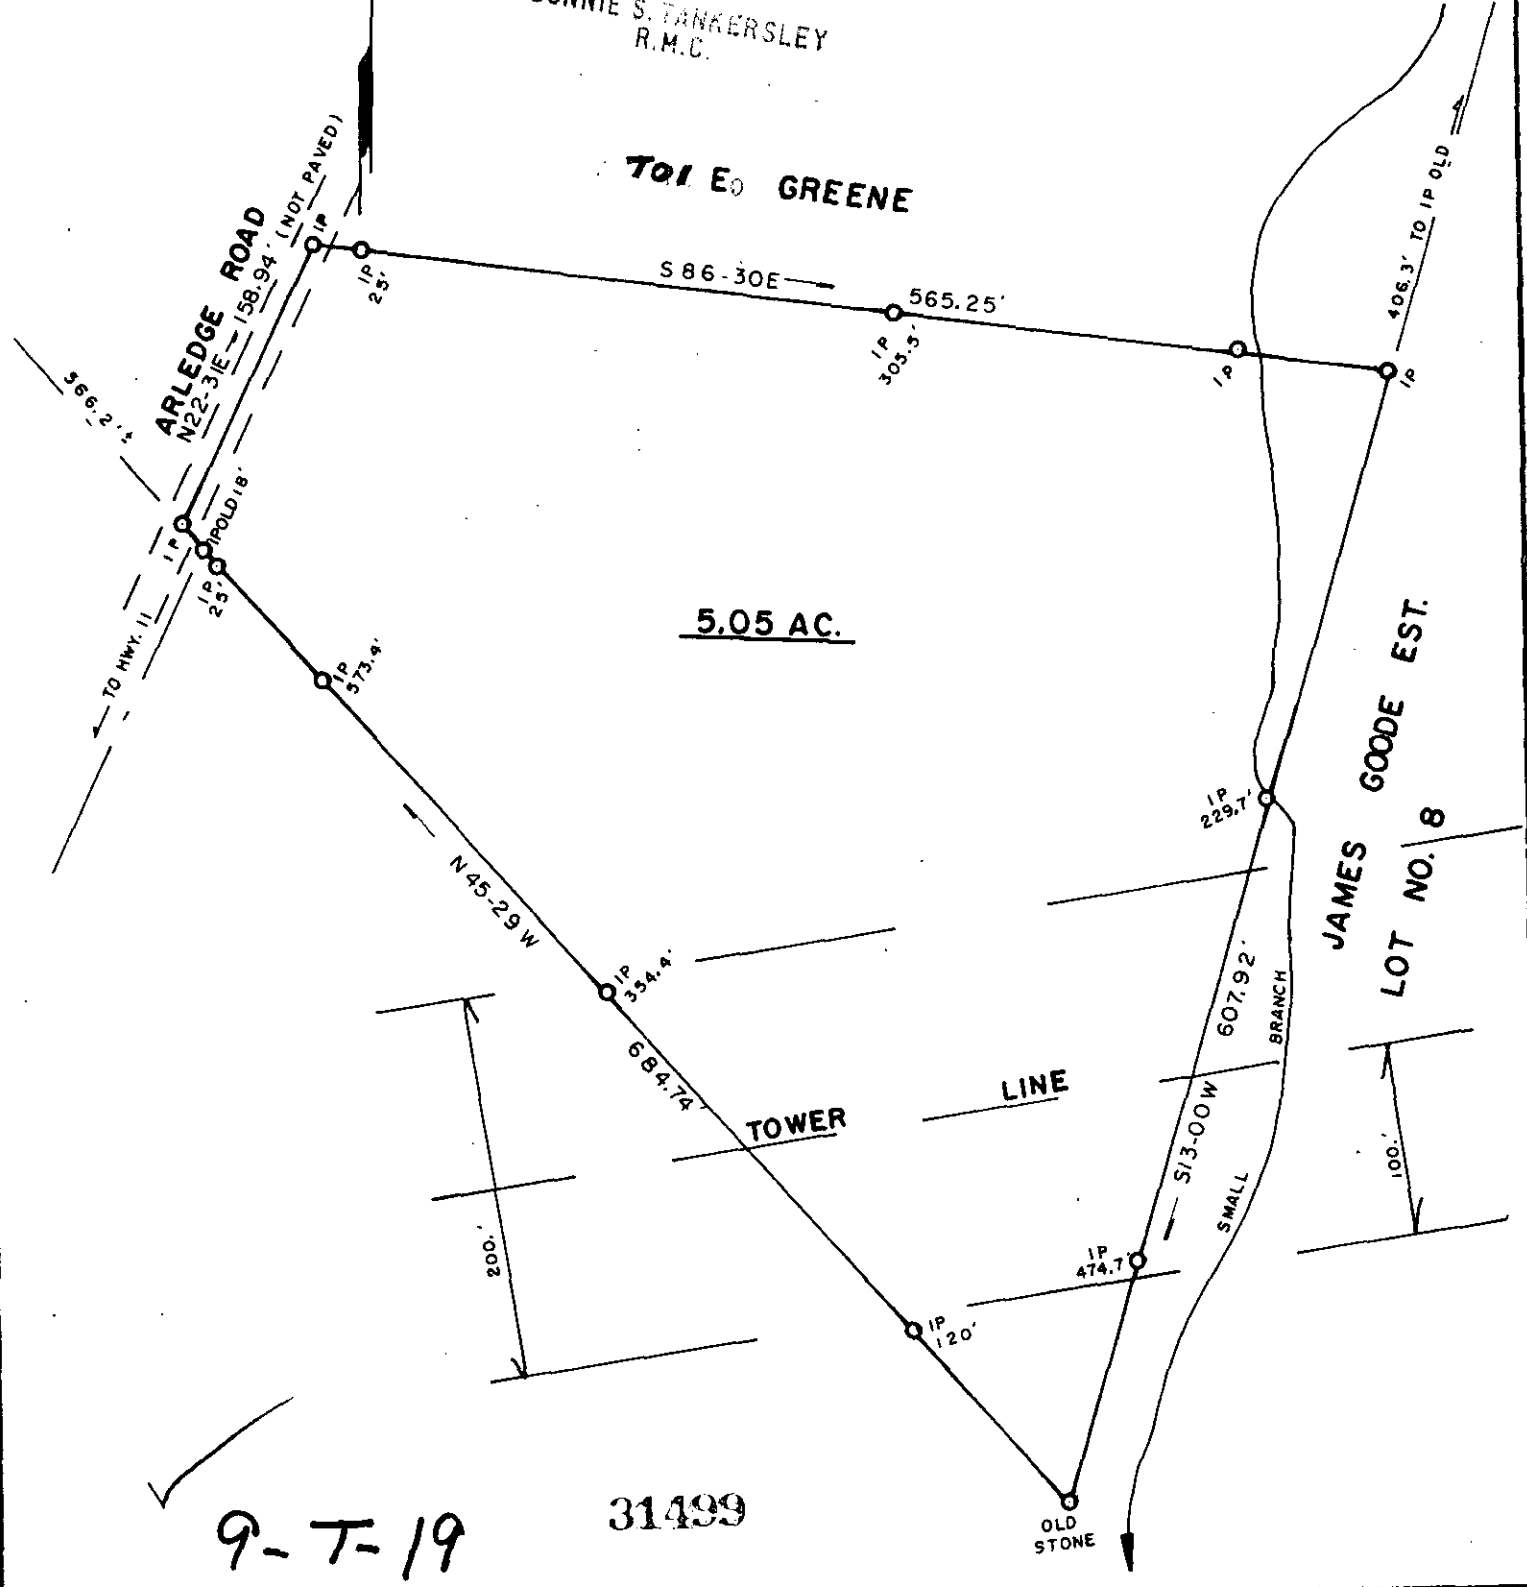 S. TANKERSLEY
R.M.C.
E. GREENE
ARLEDGE ROAD
N22-31E — 158.94' (NOT PAVED)
IP
IP
25'
S 86-30E
565.25'
IP
305.5'
IP
IP
406.3' TO IP OLD
366.2'±
IP
IPOLD 18'
IP
25'
TO HWY. 11
5.05 AC.
IP
573.4'
N 45-29 W
IP
354.4'
684.74'
IP
229.7'
JAMES GOODE EST.
LOT NO. 8
607.92'
S13-00W
SMALL BRANCH
TOWER LINE
200.'
100.'
IP
474.7'
IP
120'
OLD
STONE
9-T-19
31499